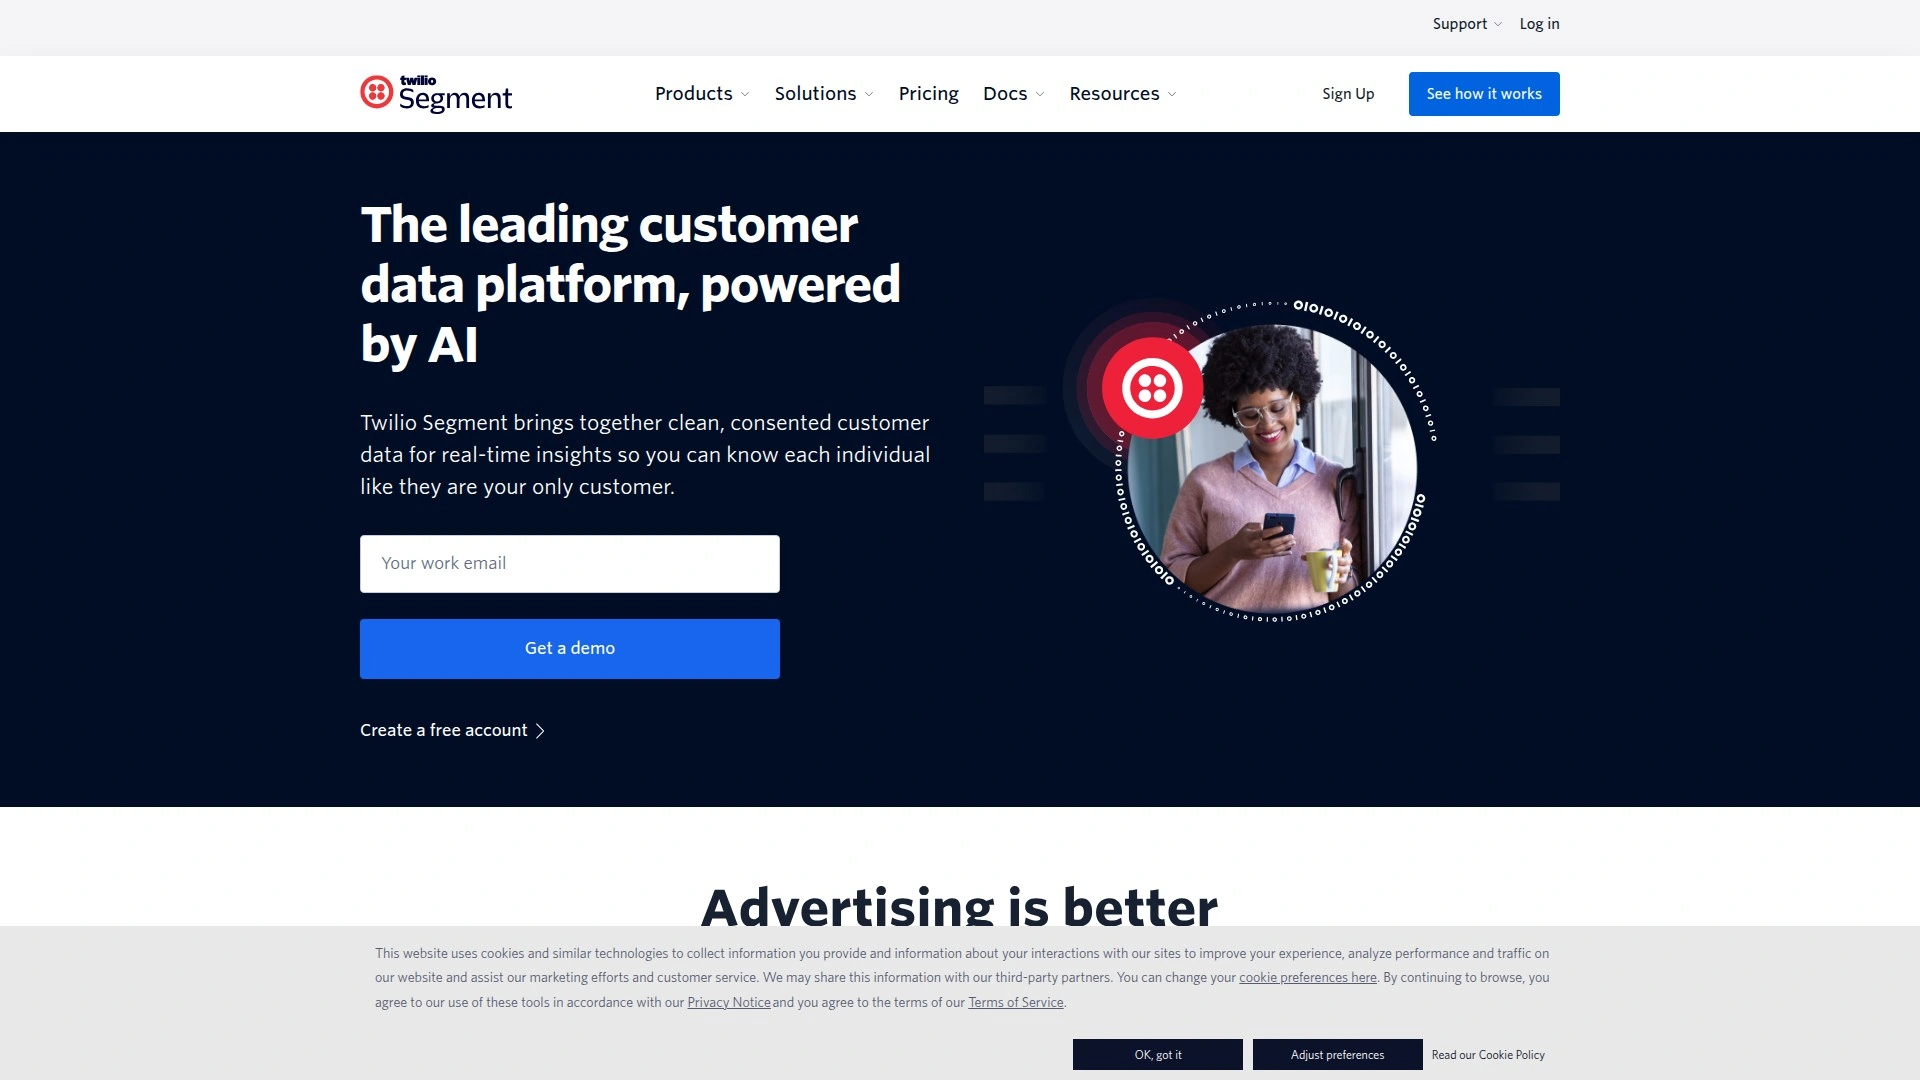 Support
Log in
twilio
Segment
Products
Solutions
Pricing
Docs
Resources
Sign Up
See how it works
The leading customer
data platform, powered
by AI
Twilio Segment brings together clean, consented customer
data for real-time insights so you can know each individual
like they are your only customer.
Your work email
Get a demo
Create a free account
Advertising is better
This website uses cookies and similar technologies to collect information you provide and information about your interactions with our sites to improve your experience, analyze performance and traffic on
our website and assist our marketing efforts and customer service. We may share this information with our third-party partners. You can change your cookie preferences here. By continuing to browse, you
agree to our use of these tools in accordance with our Privacy Notice and you agree to the terms of our Terms of Service.
OK, got it
Adjust preferences
Read our Cookie Policy